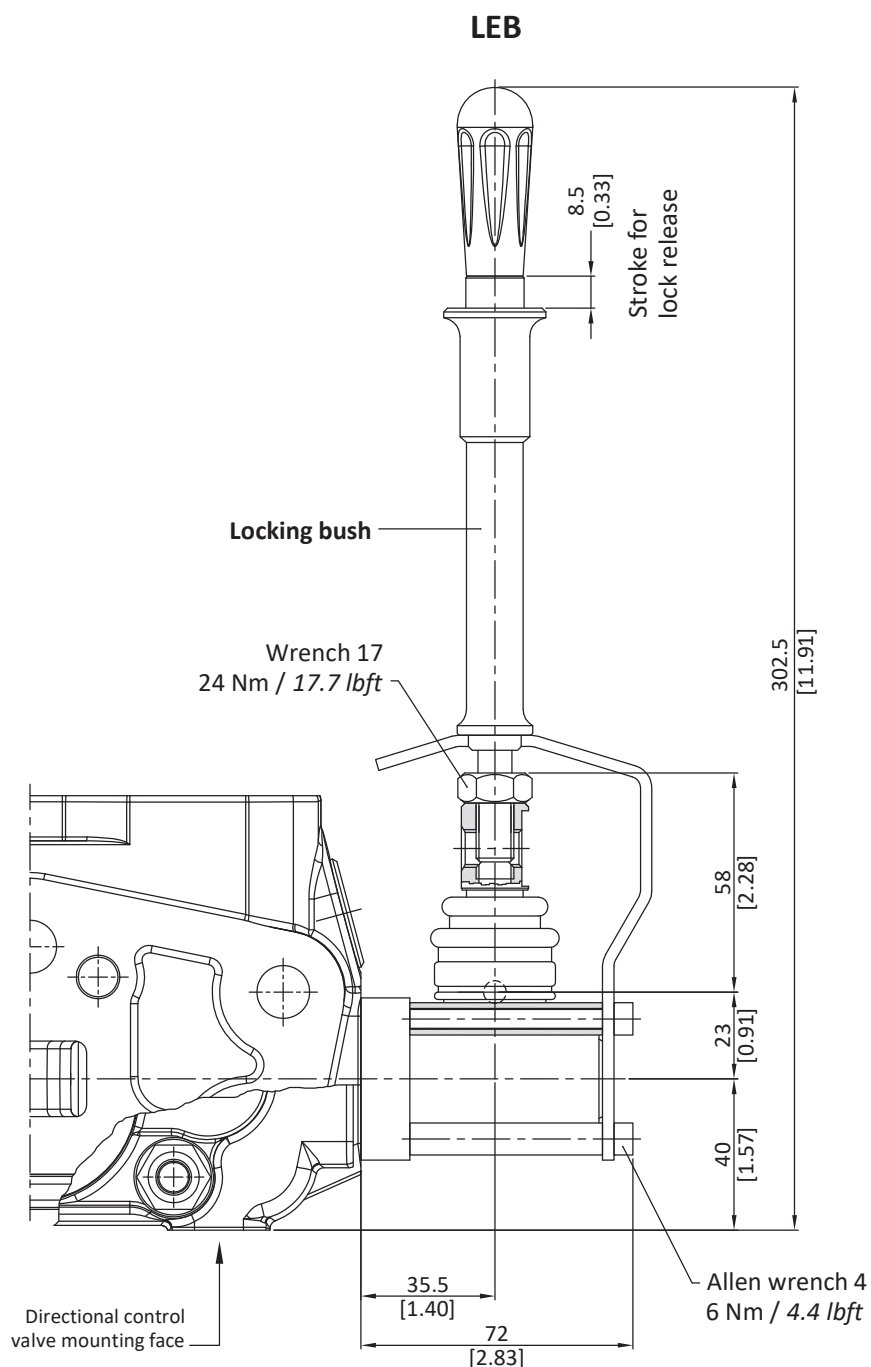 LEB
8.5
[0.33]
Stroke for
lock release
Locking bush
Wrench 17
24 Nm / 17.7 lbft
302.5
[11.91]
58
[2.28]
23
[0.91]
40
[1.57]
35.5
[1.40]
72
[2.83]
Allen wrench 4
6 Nm / 4.4 lbft
Directional control
valve mounting face